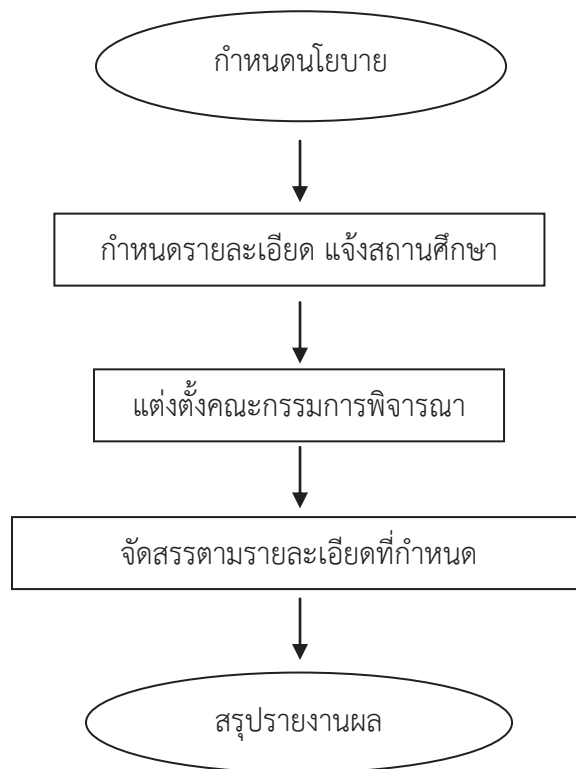 กำหนดนโยบาย
กำหนดรายละเอียด แจ้งสถานศึกษา
แต่งตั้งคณะกรรมการพิจารณา
จัดสรรตามรายละเอียดที่กำหนด
สรุปรายงานผล